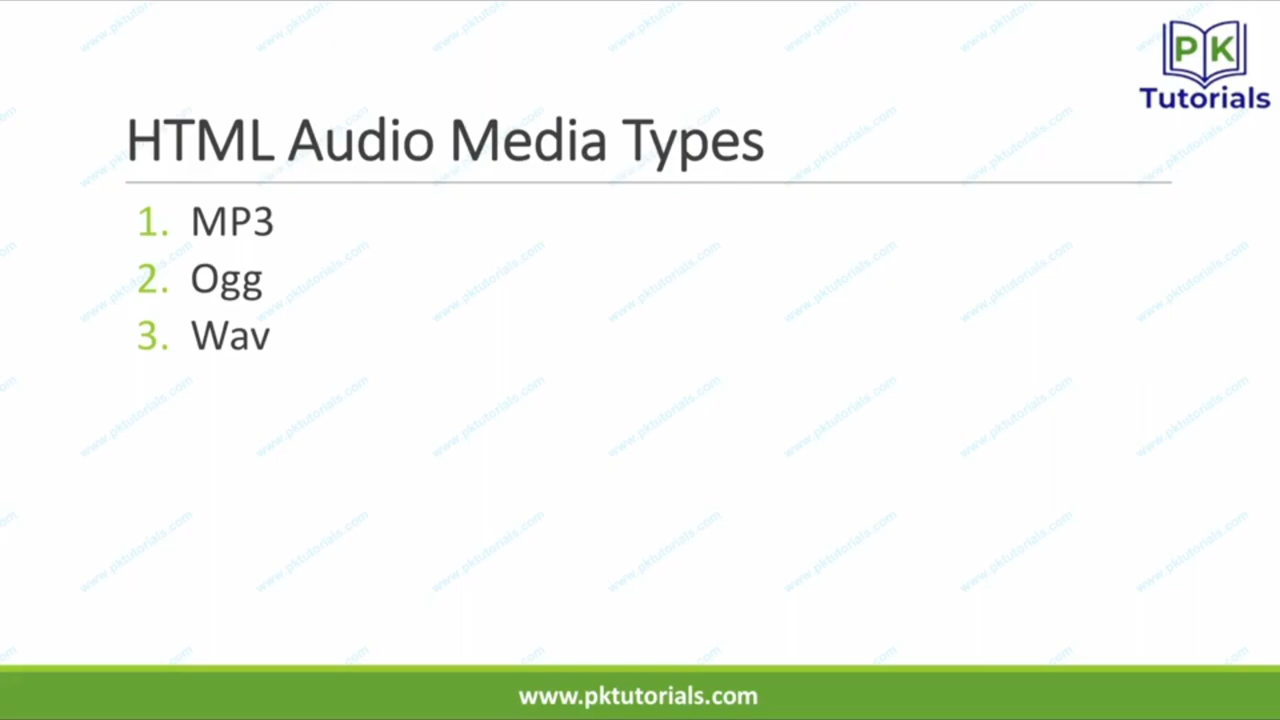 PK
Tutorials
HTML Audio Media Types
1. MP3
2. Ogg
3. Wav
www.pktutorials.com